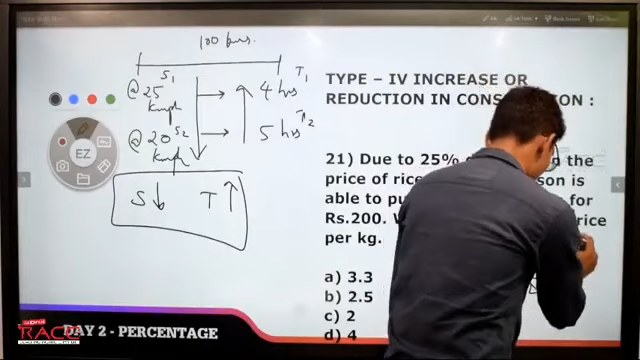 100 kms.
S1
T1
@ 25
4 hrs
kmph
T2
@ 20 S2
5 hrs
kmph
S ↓ T ↑
EZ
TYPE – IV INCREASE OR
REDUCTION IN
ON :
21) Due to 25%
the
price of rice
son is
able to
for
Rs.200.
rice
per kg.
a) 3.3
b) 2.5
c) 2
d) 4
RACE
DAY 2 - PERCENTAGE